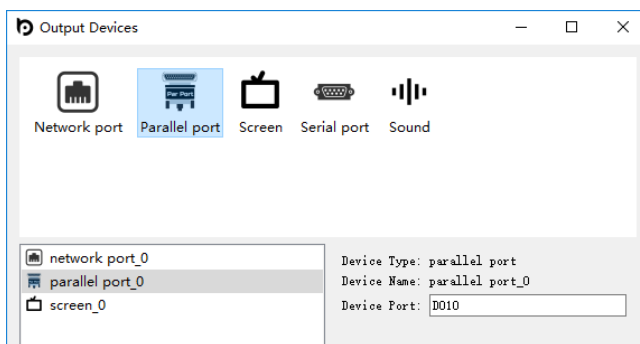 Output Devices
Par Port
Network port Parallel port Screen Serial port Sound
network port_0
parallel port_0
screen_0
Device Type: parallel port
Device Name: parallel port_0
Device Port: D010